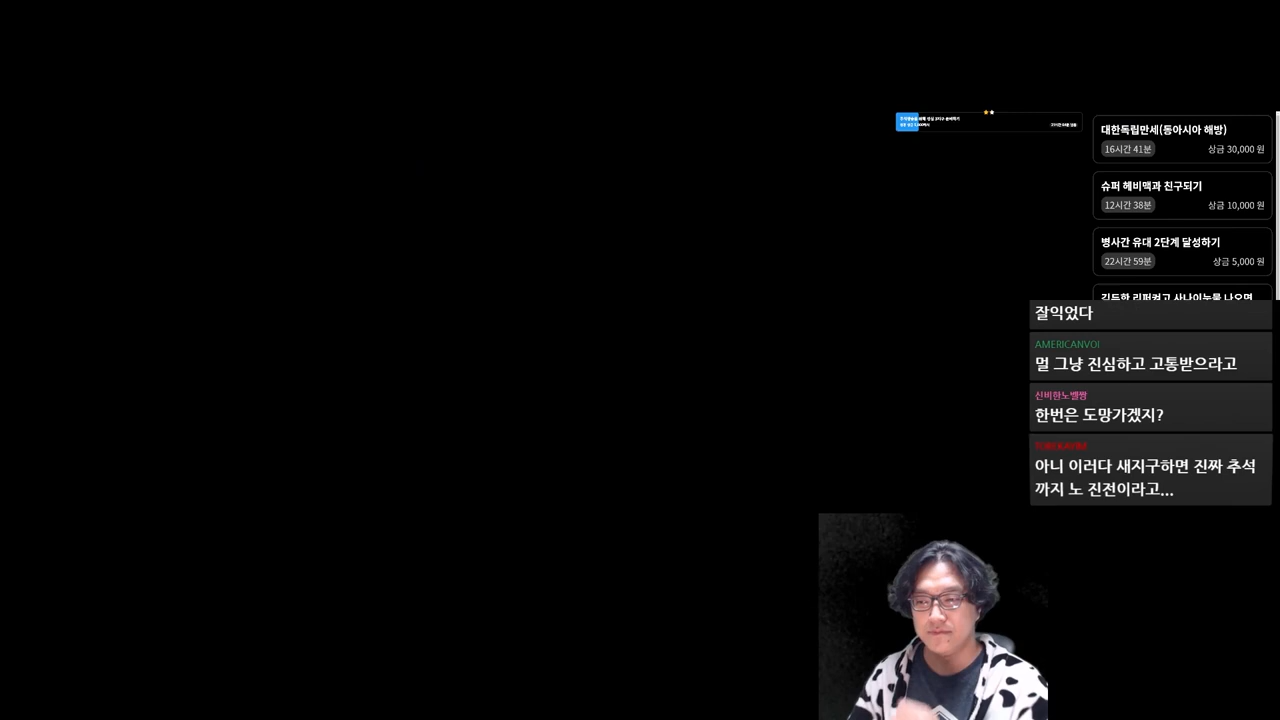 대한독립만세(동아시아 해방)
16시간 41분 상금 30,000 원
슈퍼 헤비맥과 친구되기
12시간 38분 상금 10,000 원
병사간 유대 2단계 달성하기
22시간 59분 상금 5,000 원
잘익었다
AMERICANVOI
멀 그냥 진심하고 고통받으라고
신비한노벨짱
한번은 도망가겠지?
아니 이러다 새지구하면 진짜 추석
까지 노 진전이라고...